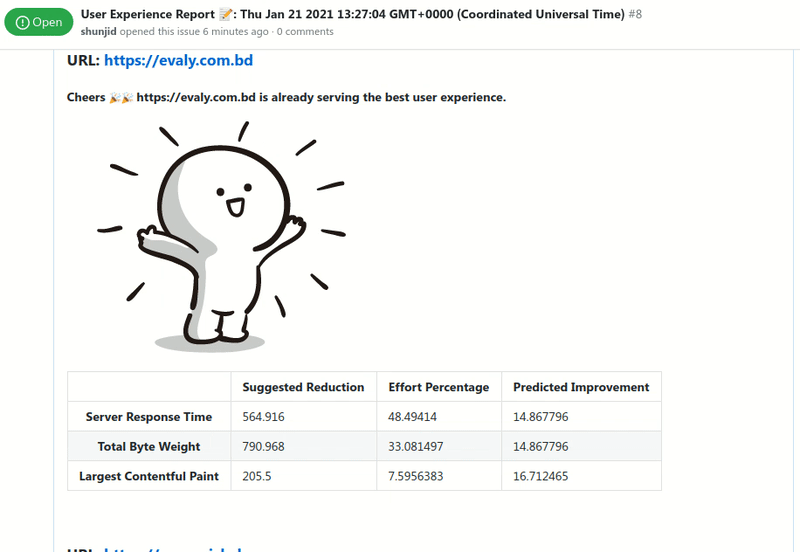 Open
User Experience Report 📝: Thu Jan 21 2021 13:27:04 GMT+0000 (Coordinated Universal Time) #8
shunjid opened this issue 6 minutes ago · 0 comments
URL: https://evaly.com.bd
Cheers 🎉🎉 https://evaly.com.bd is already serving the best user experience.
Suggested Reduction Effort Percentage Predicted Improvement
Server Response Time 564.916 48.49414 14.867796
Total Byte Weight 790.968 33.081497 14.867796
Largest Contentful Paint 205.5 7.5956383 16.712465